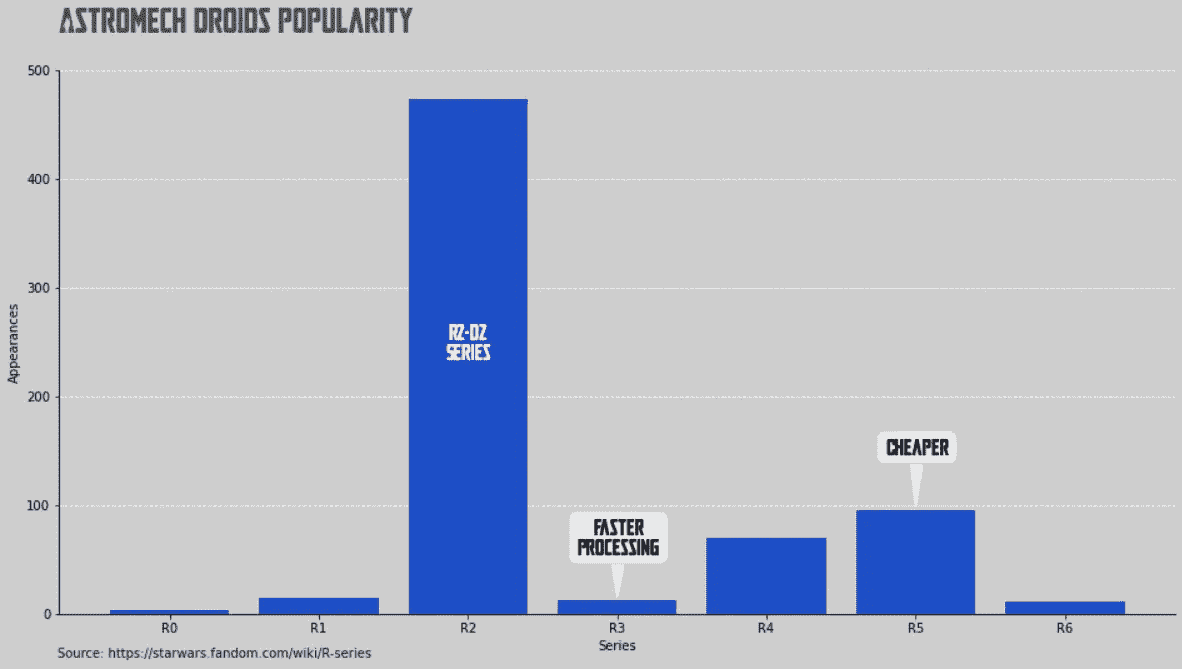 ASTROMECH DROIDS POPULARITY
500
400
300
200
100
0
Appearances
R2-D2
SERIES
FASTER
PROCESSING
CHEAPER
R0 R1 R2 R3 R4 R5 R6
Series
Source: https://starwars.fandom.com/wiki/R-series